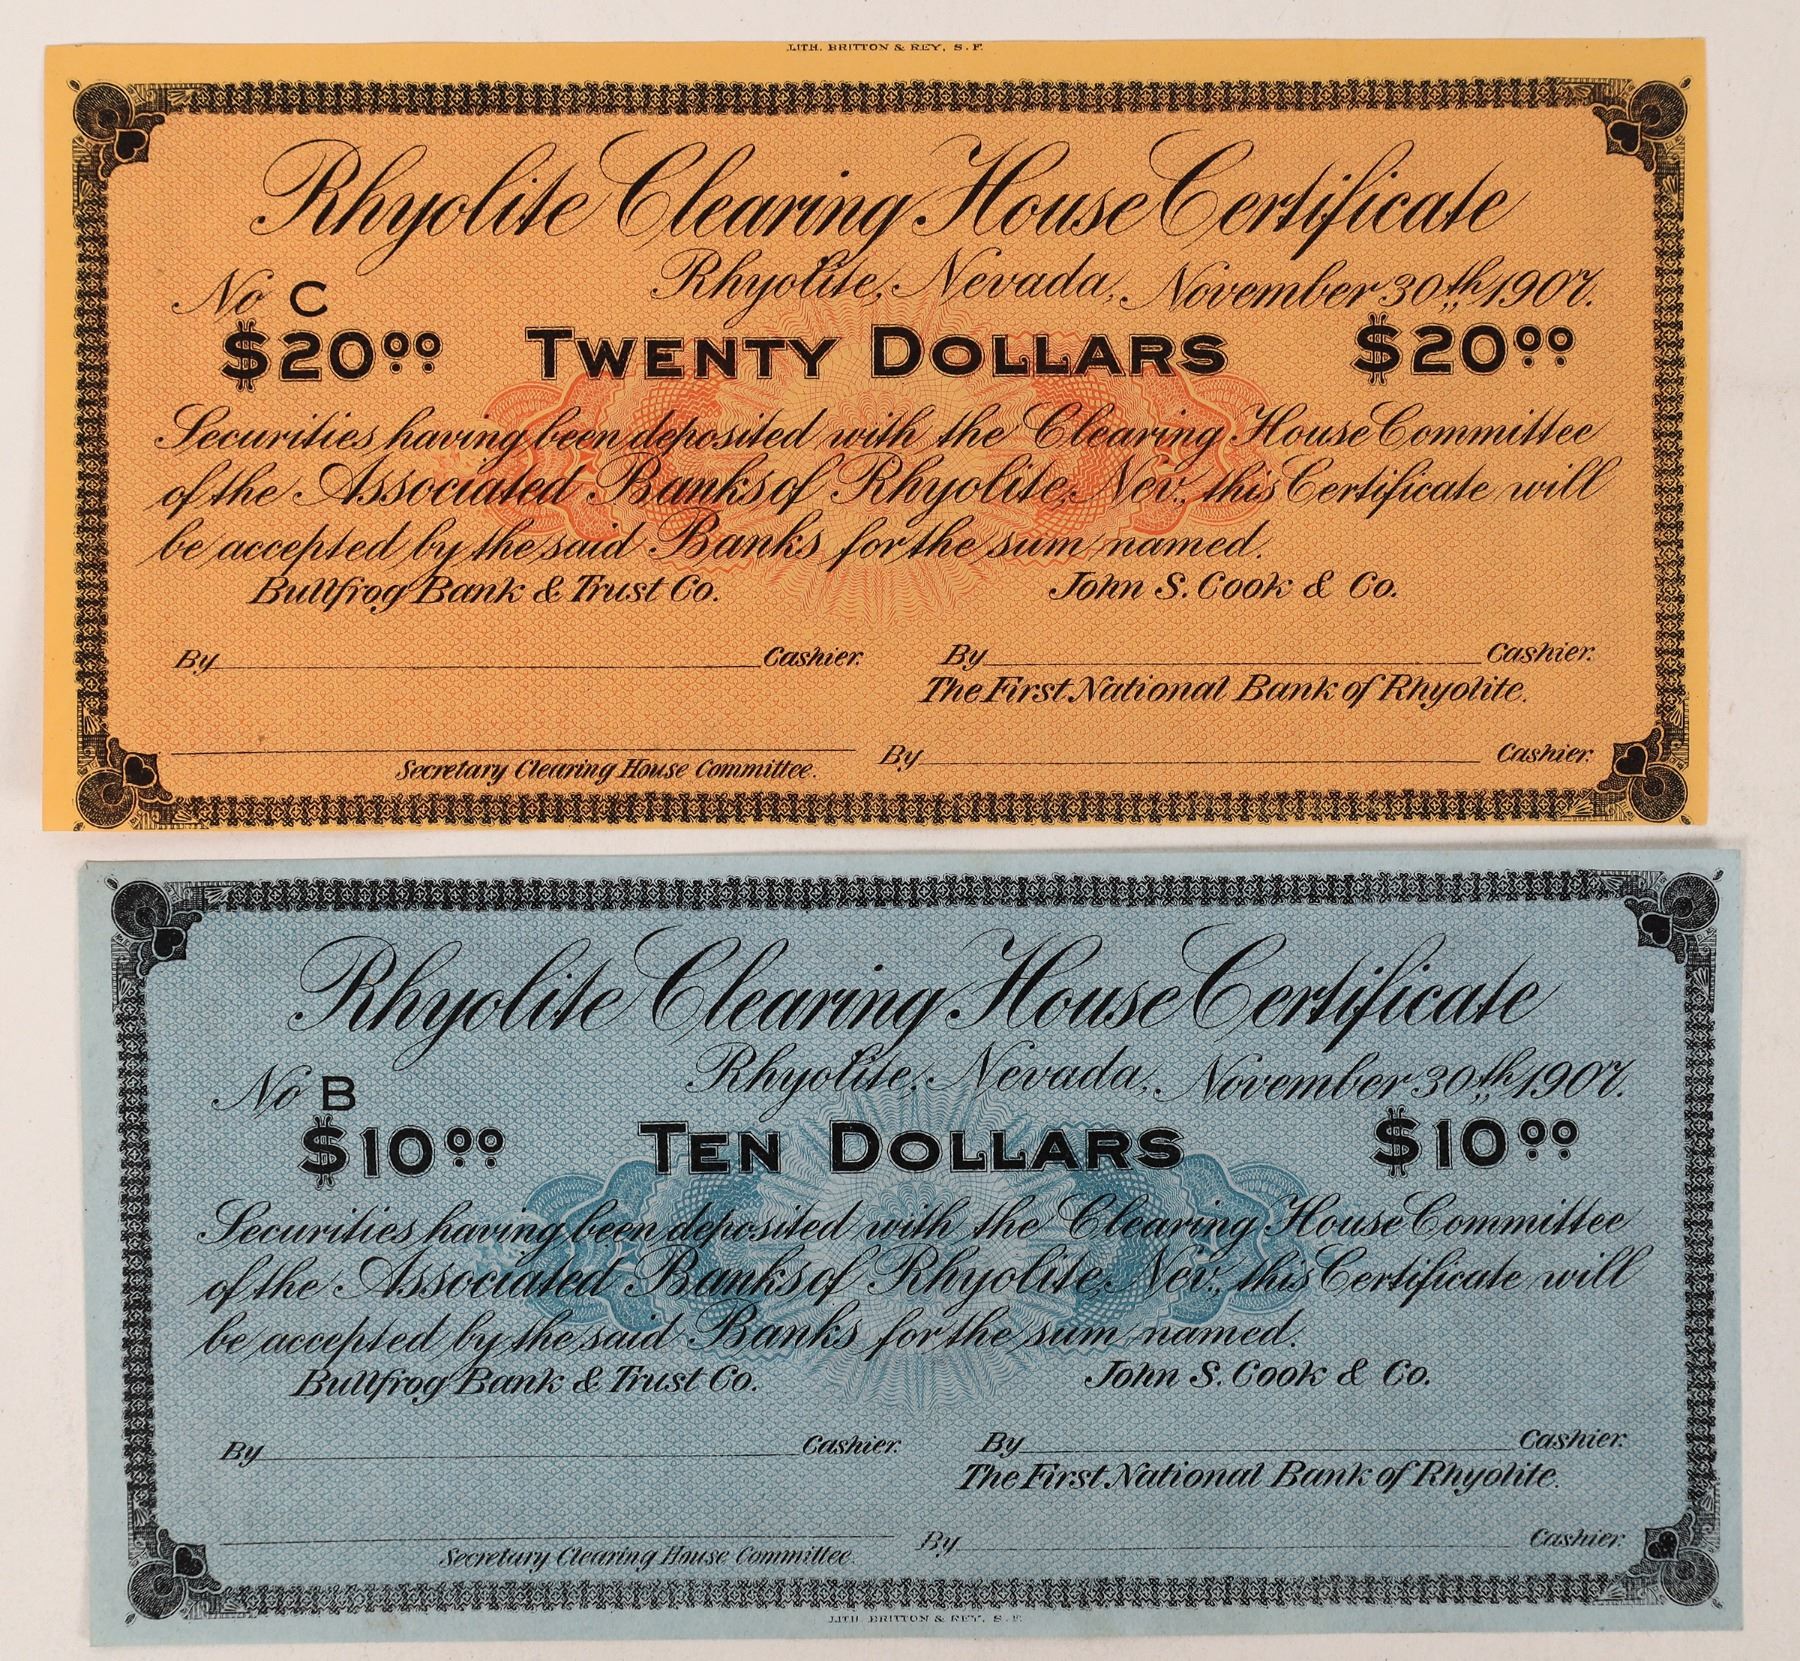 LITH. BRITTON & REY, S. F.
Rhyolite Clearing House Certificate
Rhyolite, Nevada, November 30th 1907.
No C
$20.00 TWENTY DOLLARS $20.00
Securities having been deposited with the Clearing House Committee
of the Associated Banks of Rhyolite, Nev., this Certificate will
be accepted by the said Banks for the sum named.
Bullfrog Bank & Trust Co. John S. Cook & Co.
By Cashier. By Cashier.
The First National Bank of Rhyolite.
Secretary Clearing House Committee. By Cashier.
Rhyolite Clearing House Certificate
Rhyolite, Nevada, November 30th 1907.
No B
$10.00 TEN DOLLARS $10.00
Securities having been deposited with the Clearing House Committee
of the Associated Banks of Rhyolite, Nev., this Certificate will
be accepted by the said Banks for the sum named.
Bullfrog Bank & Trust Co. John S. Cook & Co.
By Cashier. By Cashier.
The First National Bank of Rhyolite.
Secretary Clearing House Committee. By Cashier.
LITH. BRITTON & REY, S. F.